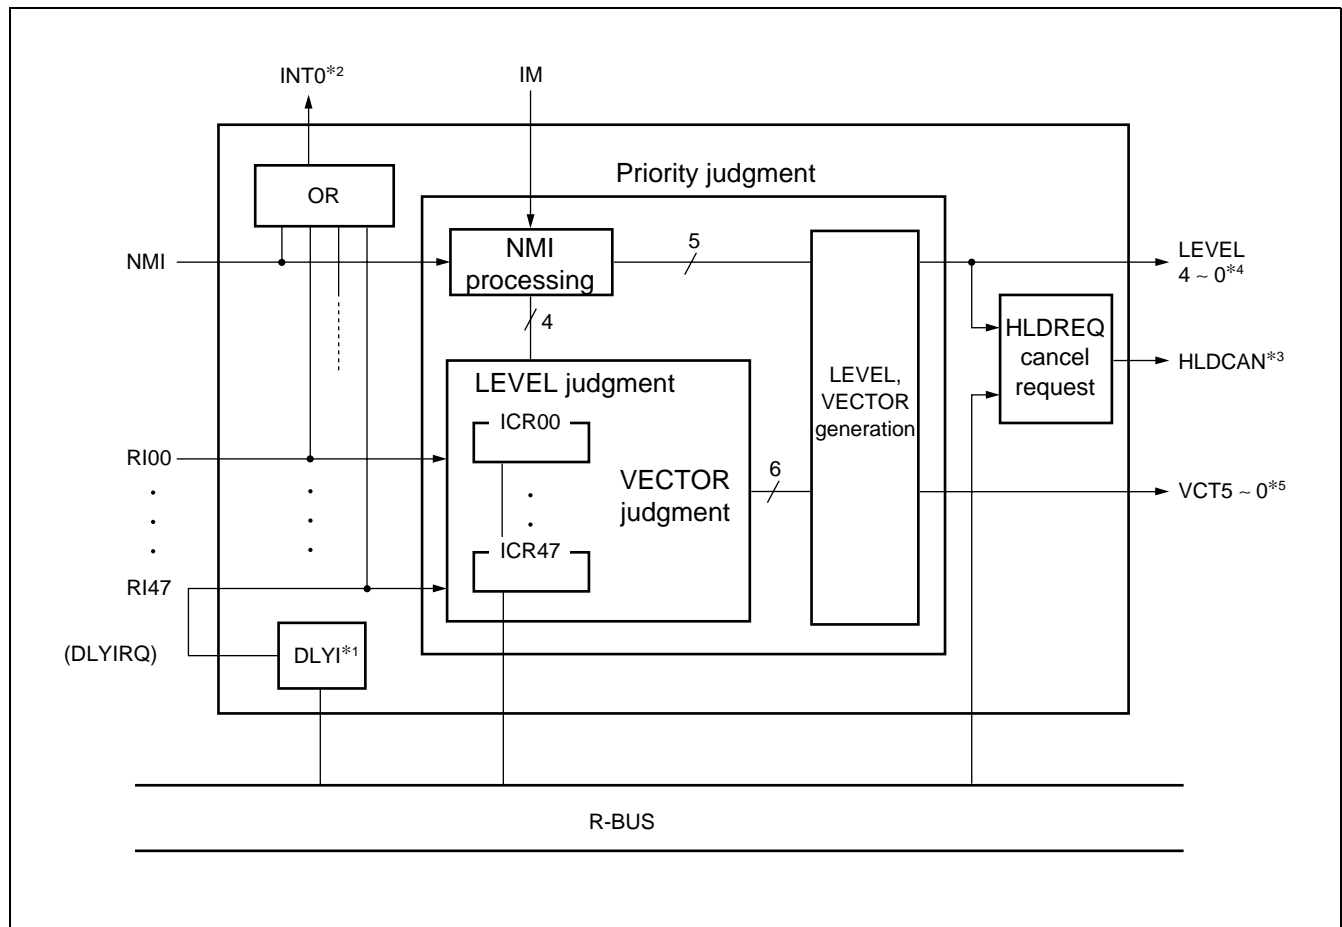 INT0*2
IM
Priority judgment
OR
NMI
NMI
processing
5
LEVEL
4 ~ 0*4
4
HLDREQ
cancel
request
HLDCAN*3
LEVEL judgment
LEVEL,
VECTOR
generation
ICR00
RI00
VECTOR
judgment
6
VCT5 ~ 0*5
ICR47
RI47
(DLYIRQ)
DLYI*1
R-BUS